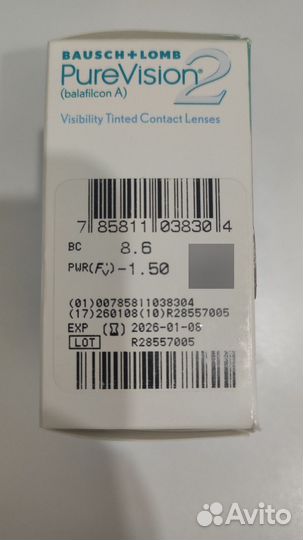 BAUSCH+LOMB
PureVision®2
(balafilcon A)
Visibility Tinted Contact Lenses
7 85811 03830 4
BC 8.6
PWR(F'v)-1.50
(01)00785811038304
(17)260108(10)R28557005
EXP 2026-01-08
LOT R28557005
Avito